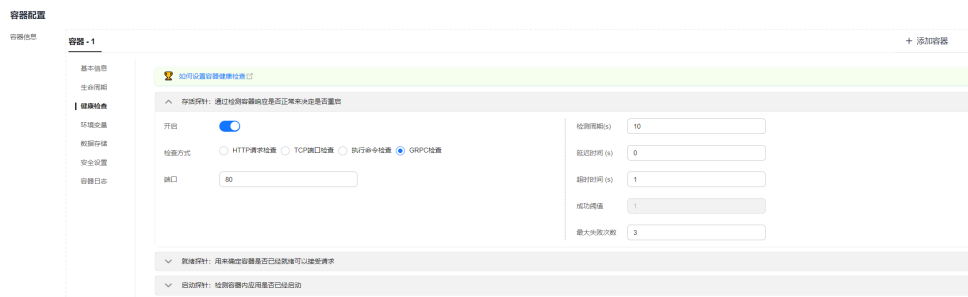 容器配置
容器信息
容器 - 1
+ 添加容器
基本信息
生命周期
健康检查
环境变量
数据存储
安全设置
容器日志
如何设置容器健康检查
存活探针：通过检测容器响应是否正常来决定是否重启
开启
检查方式
HTTP请求检查 TCP端口检查 执行命令检查 GRPC检查
端口
80
检测周期(s) 10
延迟时间 (s) 0
超时时间 (s) 1
成功阈值 1
最大失败次数 3
就绪探针：用来确定容器是否已经就绪可以接受请求
启动探针：检测容器内应用是否已经启动